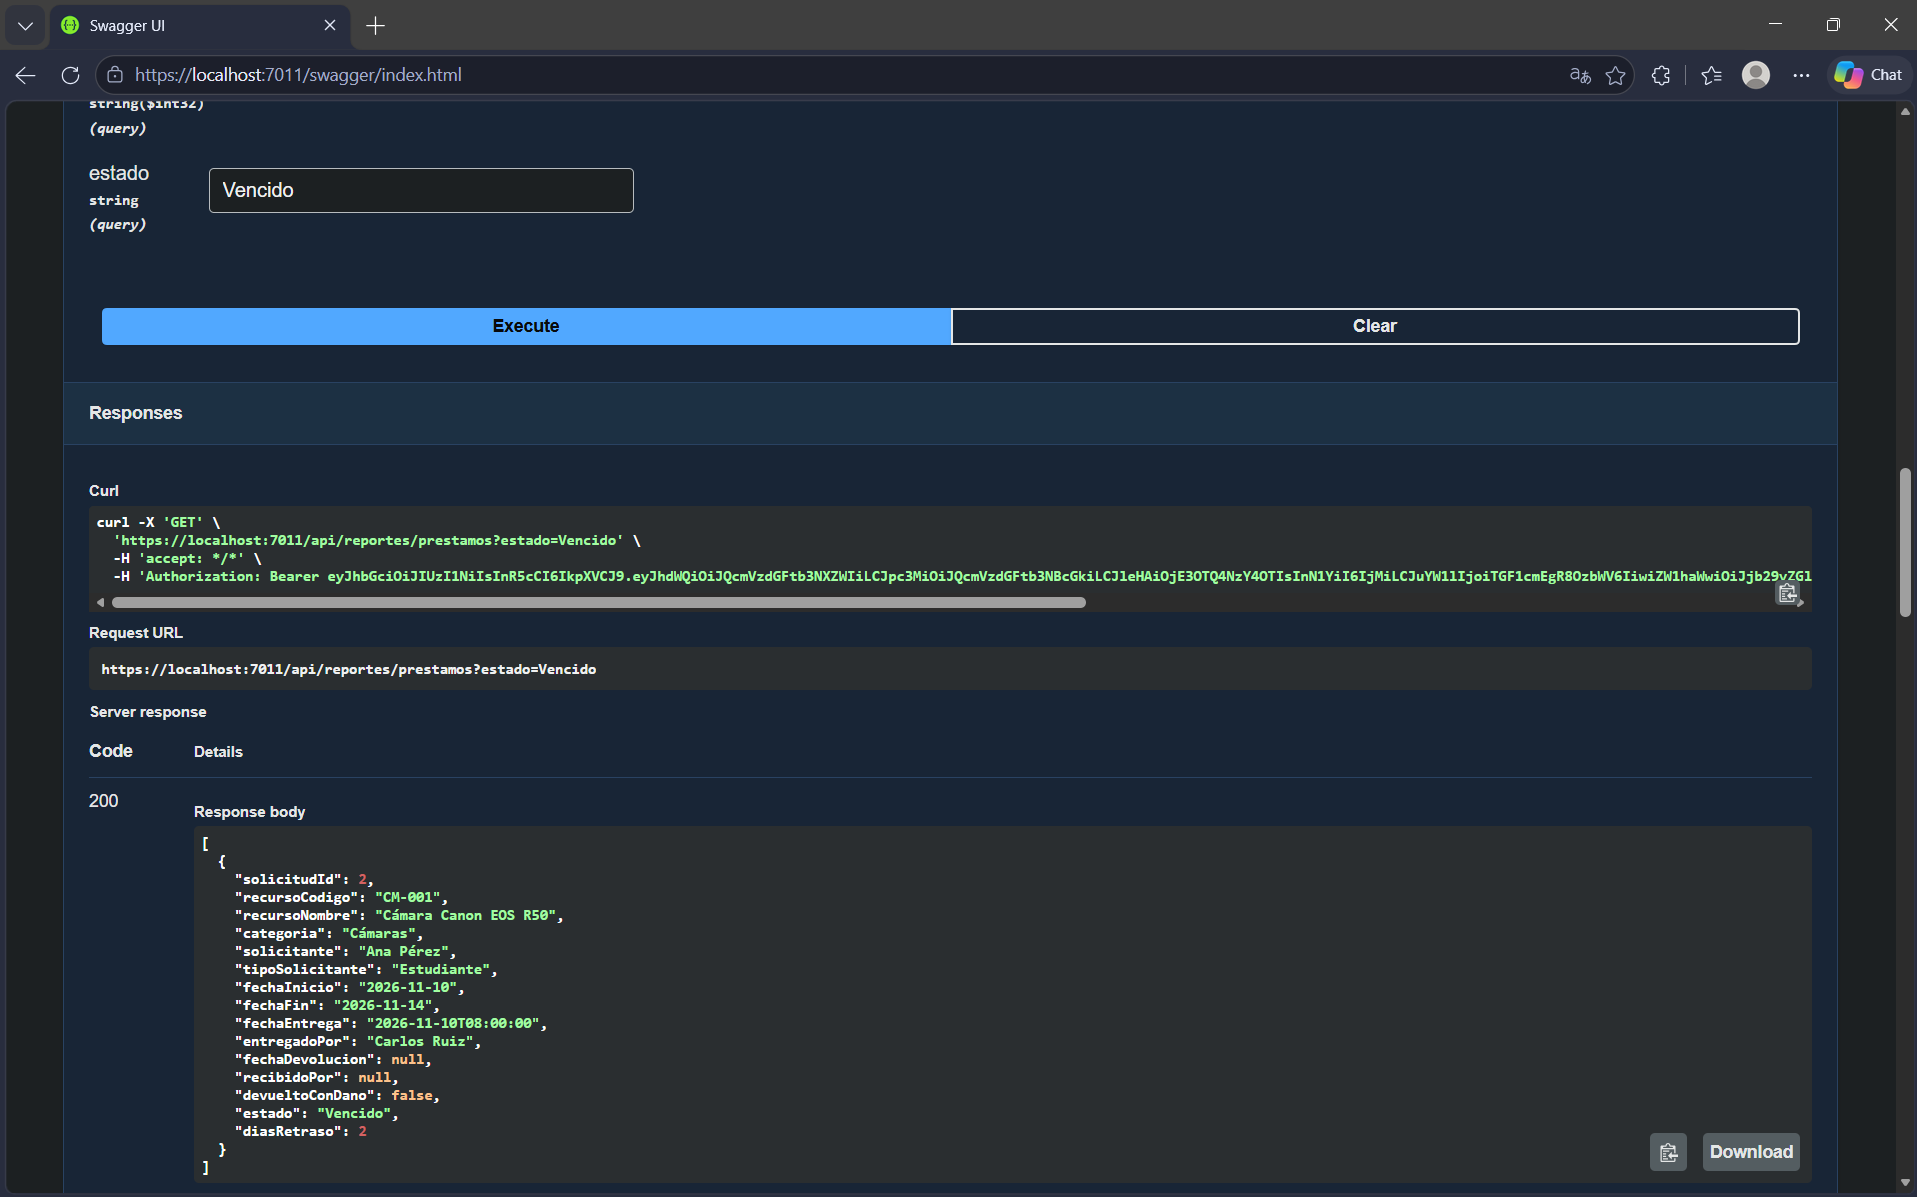 Swagger UI
https://localhost:7011/swagger/index.html
Chat
string($int32)
(query)
estado
string
(query)
Vencido
Execute
Clear
Responses
Curl
curl -X 'GET' \
'https://localhost:7011/api/reportes/prestamos?estado=Vencido' \
-H 'accept: */*' \
-H 'Authorization: Bearer
Request URL
https://localhost:7011/api/reportes/prestamos?estado=Vencido
Server response
Code Details
200
Response body
[
{
"solicitudId": 2,
"recursoCodigo": "CM-001",
"recursoNombre": "Cámara Canon EOS R50",
"categoria": "Cámaras",
"solicitante": "Ana Pérez",
"tipoSolicitante": "Estudiante",
"fechaInicio": "2026-11-10",
"fechaFin": "2026-11-14",
"fechaEntrega": "2026-11-10T08:00:00",
"entregadoPor": "Carlos Ruiz",
"fechaDevolucion": null,
"recibidoPor": null,
"devueltoConDano": false,
"estado": "Vencido",
"diasRetraso": 2
}
]
Download